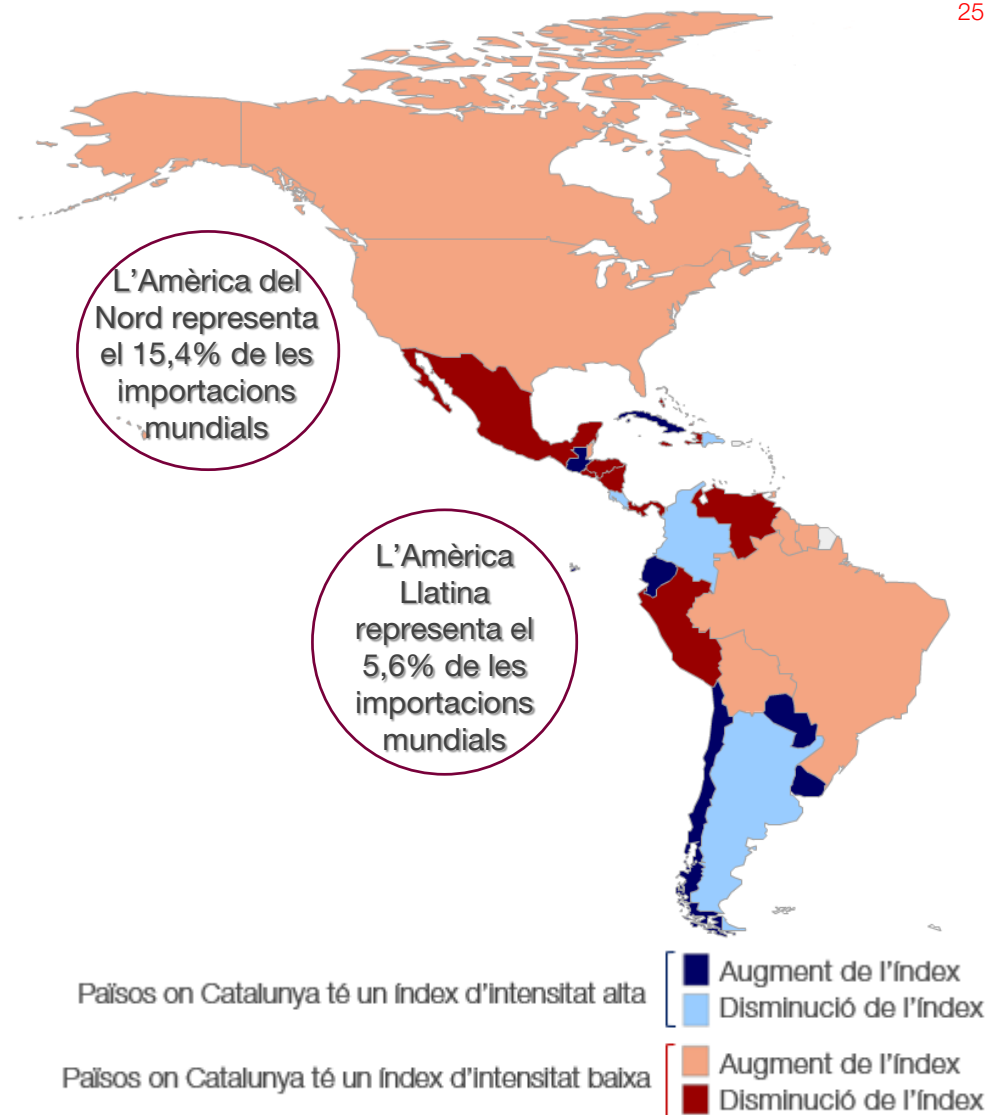 25
L'Amèrica del
Nord representa
el 15,4% de les
importacions
mundials
L'Amèrica
Llatina
representa el
5,6% de les
importacions
mundials
Països on Catalunya té un índex d'intensitat alta
Augment de l'índex
Disminució de l'índex
Països on Catalunya té un índex d'intensitat baixa
Augment de l'índex
Disminució de l'índex